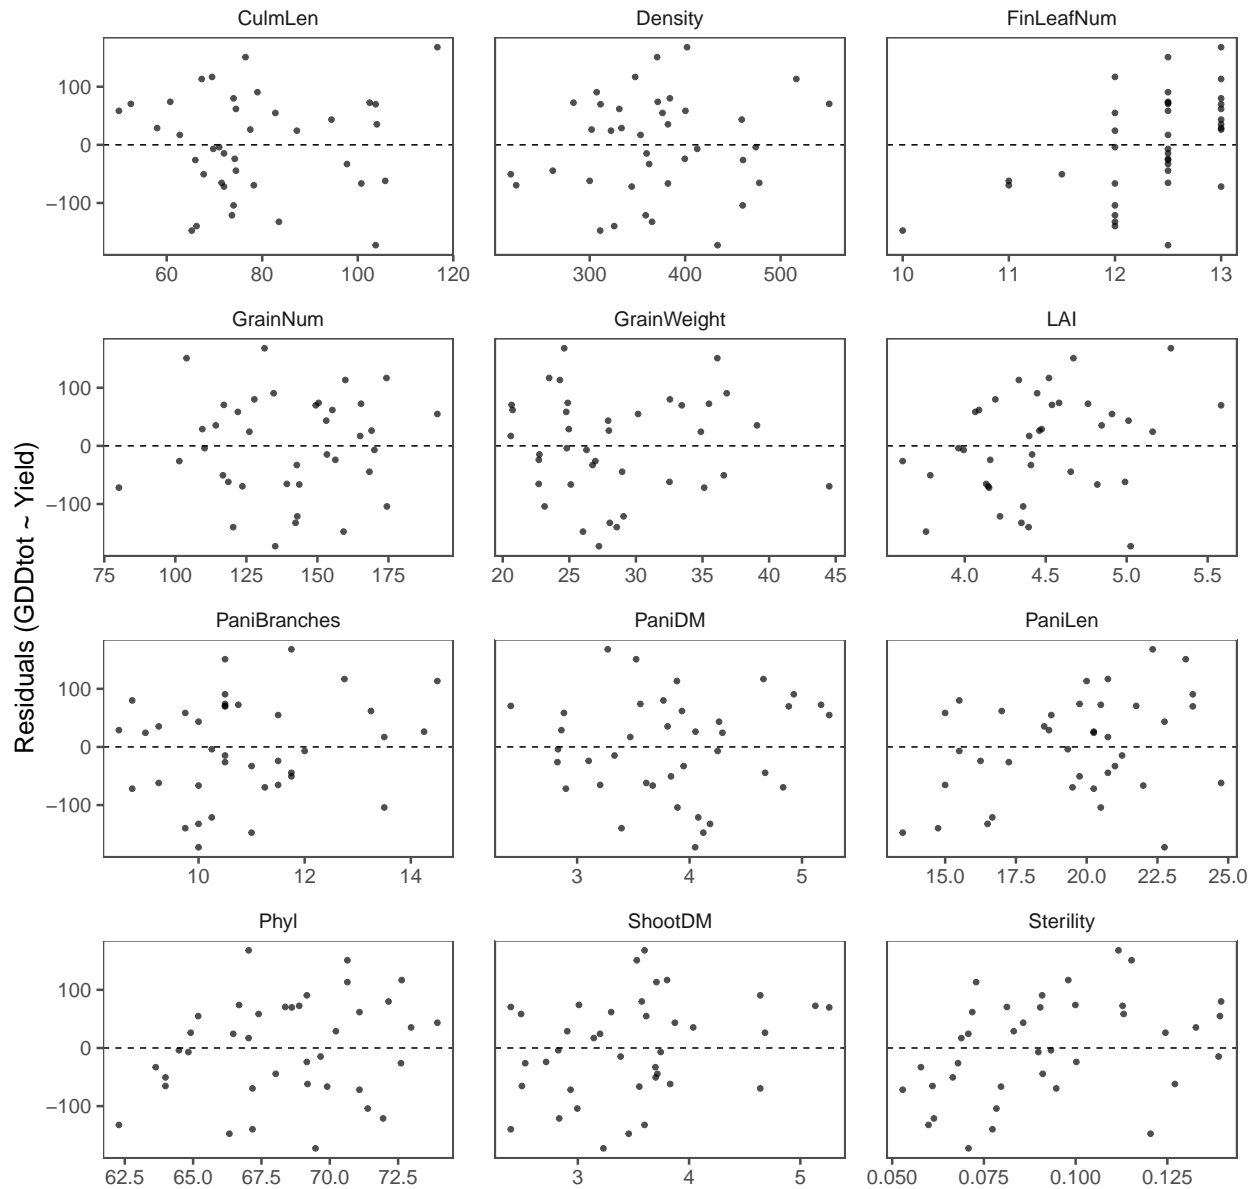 CulmLen Density FinLeafNum
100
0
−100
60 80 100 120 300 400 500 10 11 12 13
GrainNum GrainWeight LAI
100
0
−100
75 100 125 150 175 20 25 30 35 40 45 4.0 4.5 5.0 5.5
PaniBranches PaniDM PaniLen
100
0
−100
10 12 14 3 4 5 15.0 17.5 20.0 22.5 25.0
Phyl ShootDM Sterility
100
0
−100
62.5 65.0 67.5 70.0 72.5 3 4 5 0.050 0.075 0.100 0.125
Residuals (GDDtot ~ Yield)